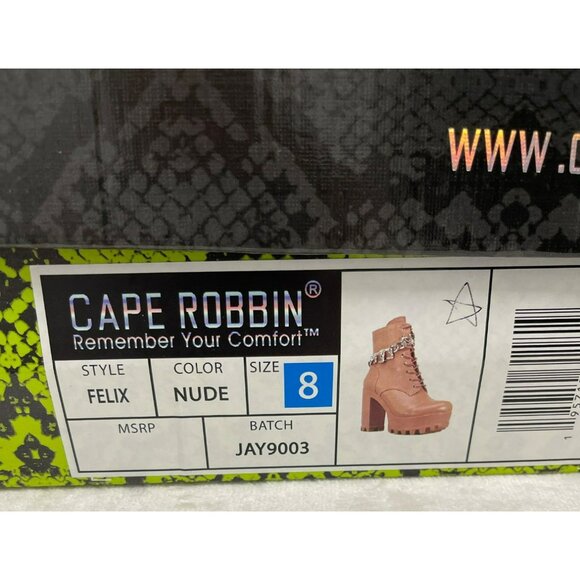 WWW.
CAPE ROBBIN®
Remember Your Comfort™
STYLE COLOR SIZE
FELIX NUDE 8
MSRP BATCH
JAY9003